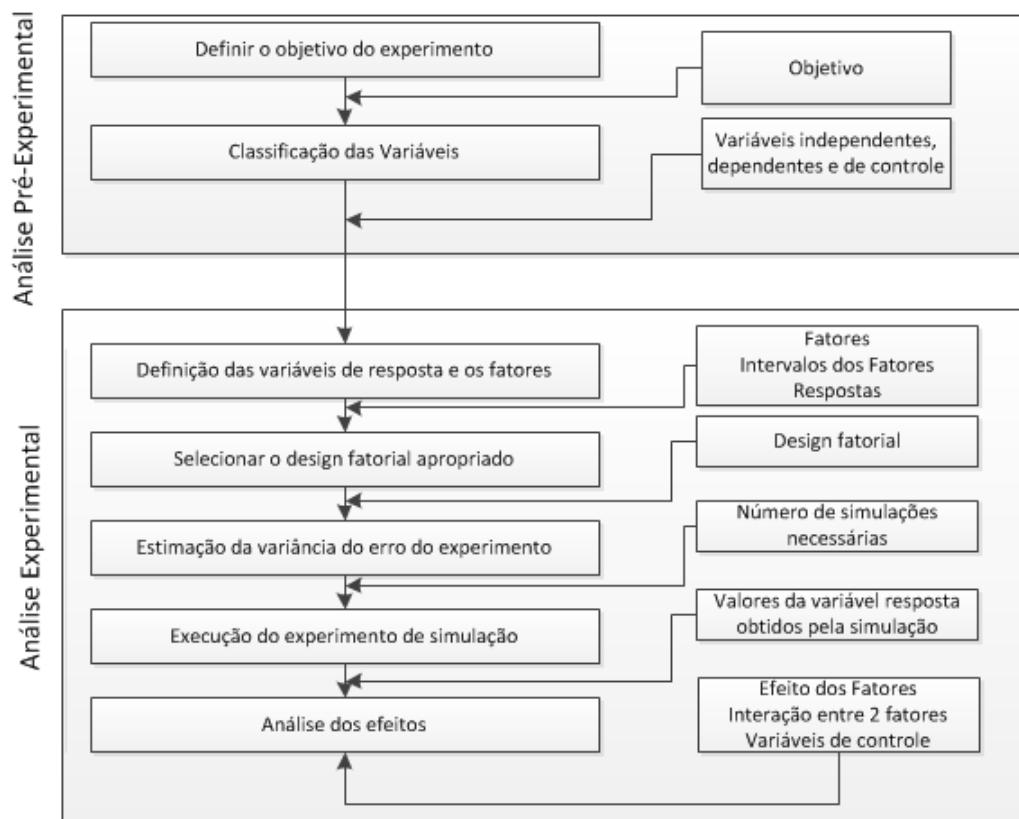 Análise Pré-Experimental
Definir o objetivo do experimento
Objetivo
Classificação das Variáveis
Variáveis independentes,
dependentes e de controle
Análise Experimental
Definição das variáveis de resposta e os fatores
Fatores
Intervalos dos Fatores
Respostas
Selecionar o design fatorial apropriado
Design fatorial
Estimação da variância do erro do experimento
Número de simulações
necessárias
Execução do experimento de simulação
Valores da variável resposta
obtidos pela simulação
Análise dos efeitos
Efeito dos Fatores
Interação entre 2 fatores
Variáveis de controle